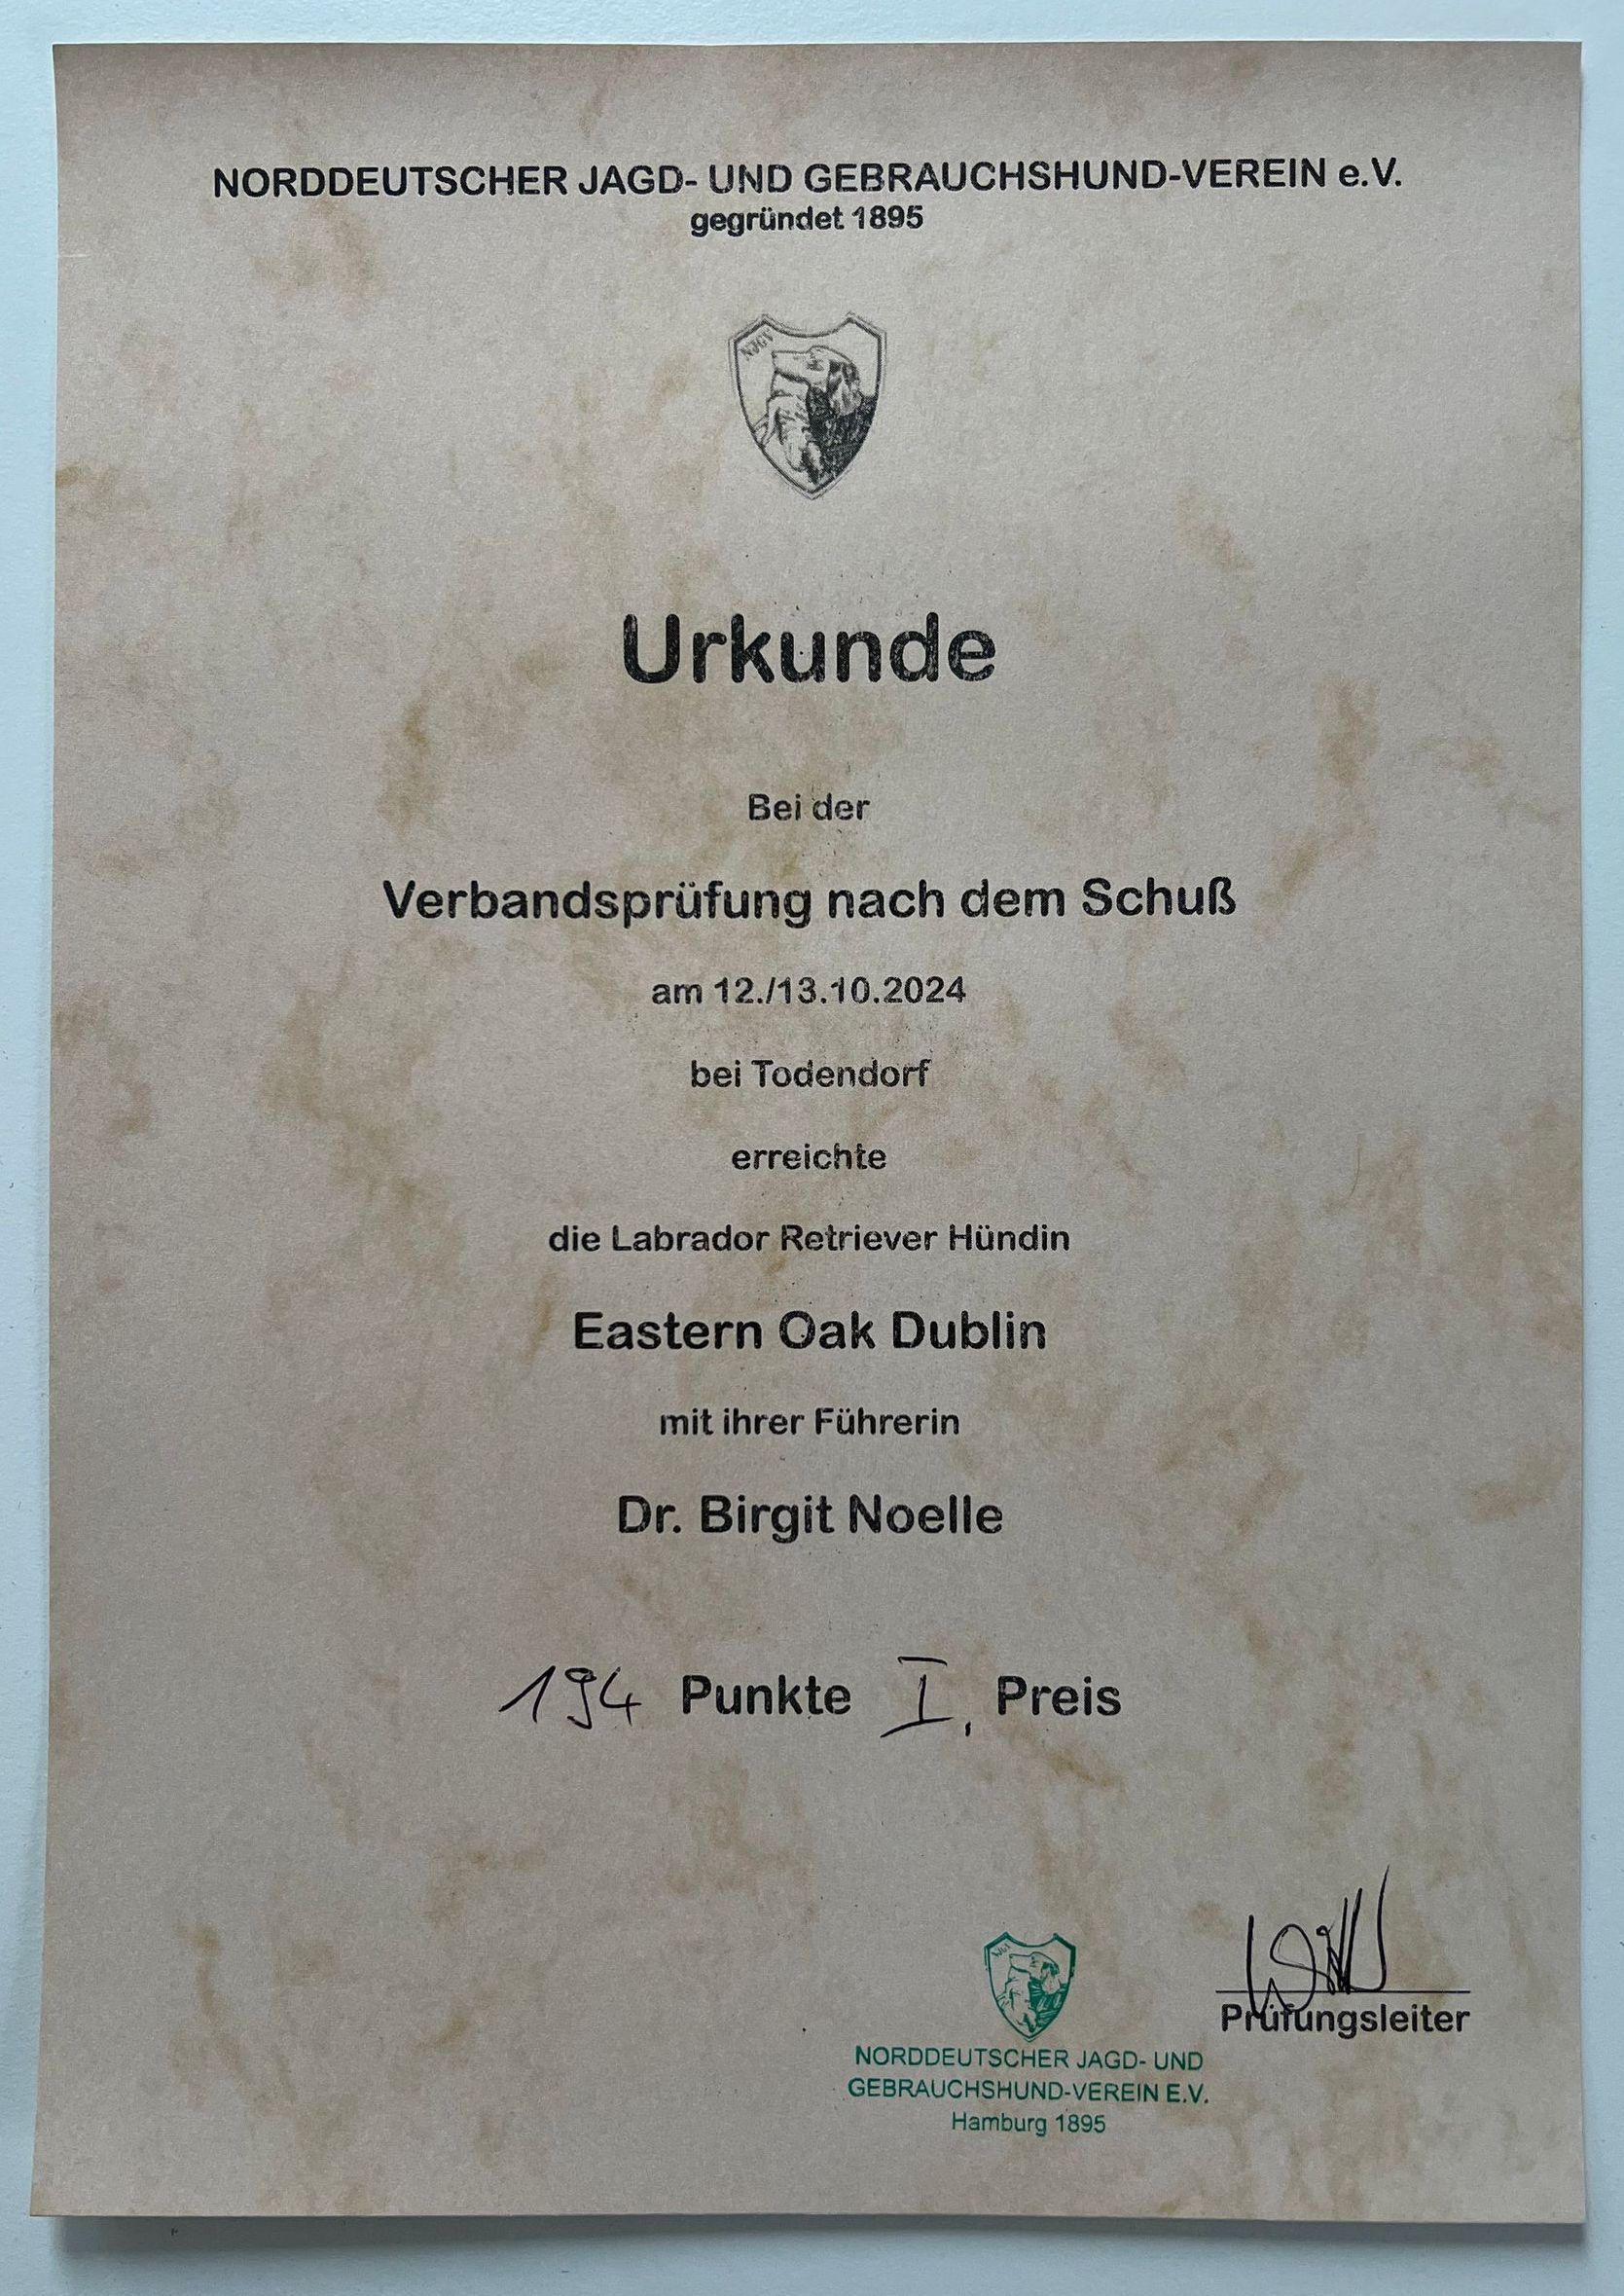 NORDDEUTSCHER JAGD- UND GEBRAUCHSHUND-VEREIN e.V.
gegründet 1895
Urkunde
Bei der
Verbandsprüfung nach dem Schuß
am 12./13.10.2024
bei Todendorf
erreichte
die Labrador Retriever Hündin
Eastern Oak Dublin
mit ihrer Führerin
Dr. Birgit Noelle
194 Punkte I. Preis
Prüfungsleiter
NORDDEUTSCHER JAGD- UND
GEBRAUCHSHUND-VEREIN E.V.
Hamburg 1895